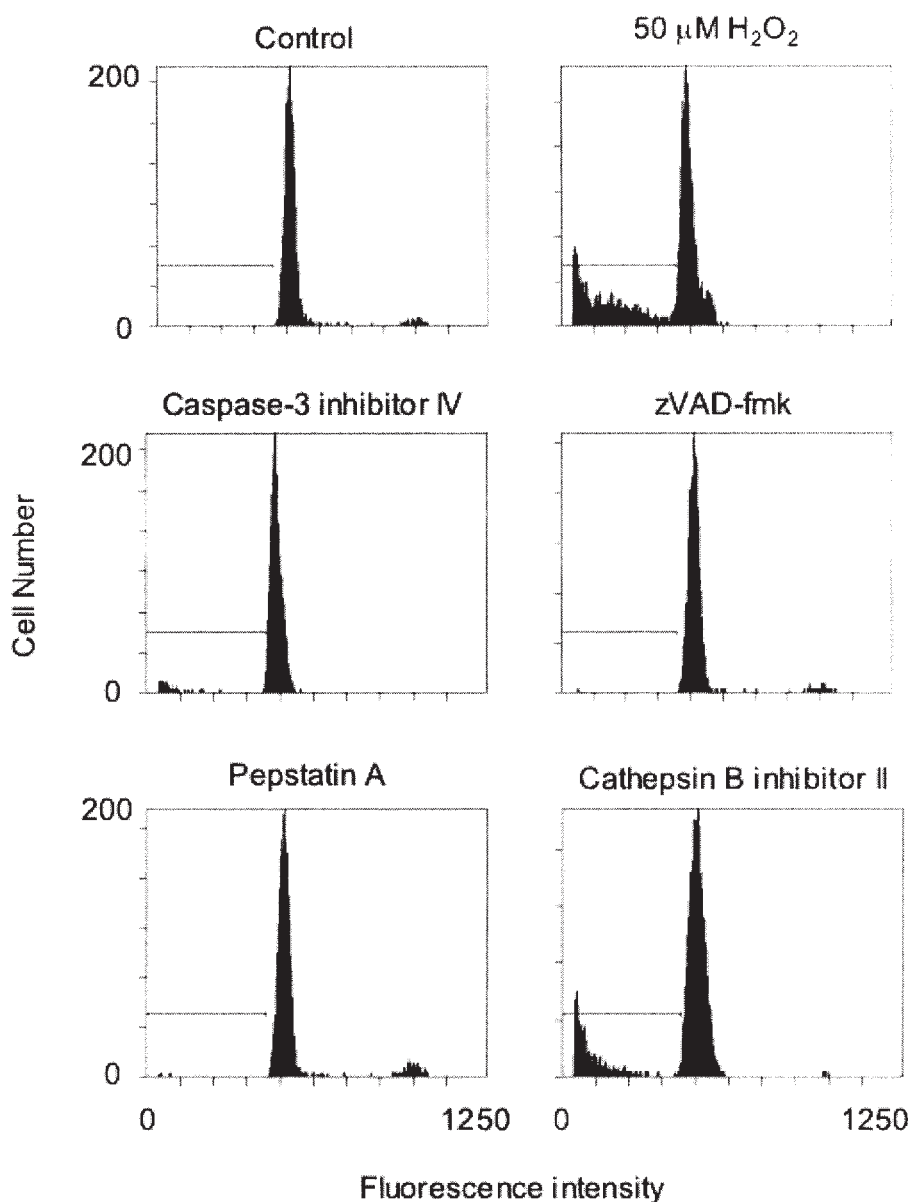 Control
50 μM H₂O₂
200
0
Caspase-3 inhibitor IV
zVAD-fmk
200
0
Cell Number
Pepstatin A
Cathepsin B inhibitor II
200
0
0
1250
0
1250
Fluorescence intensity